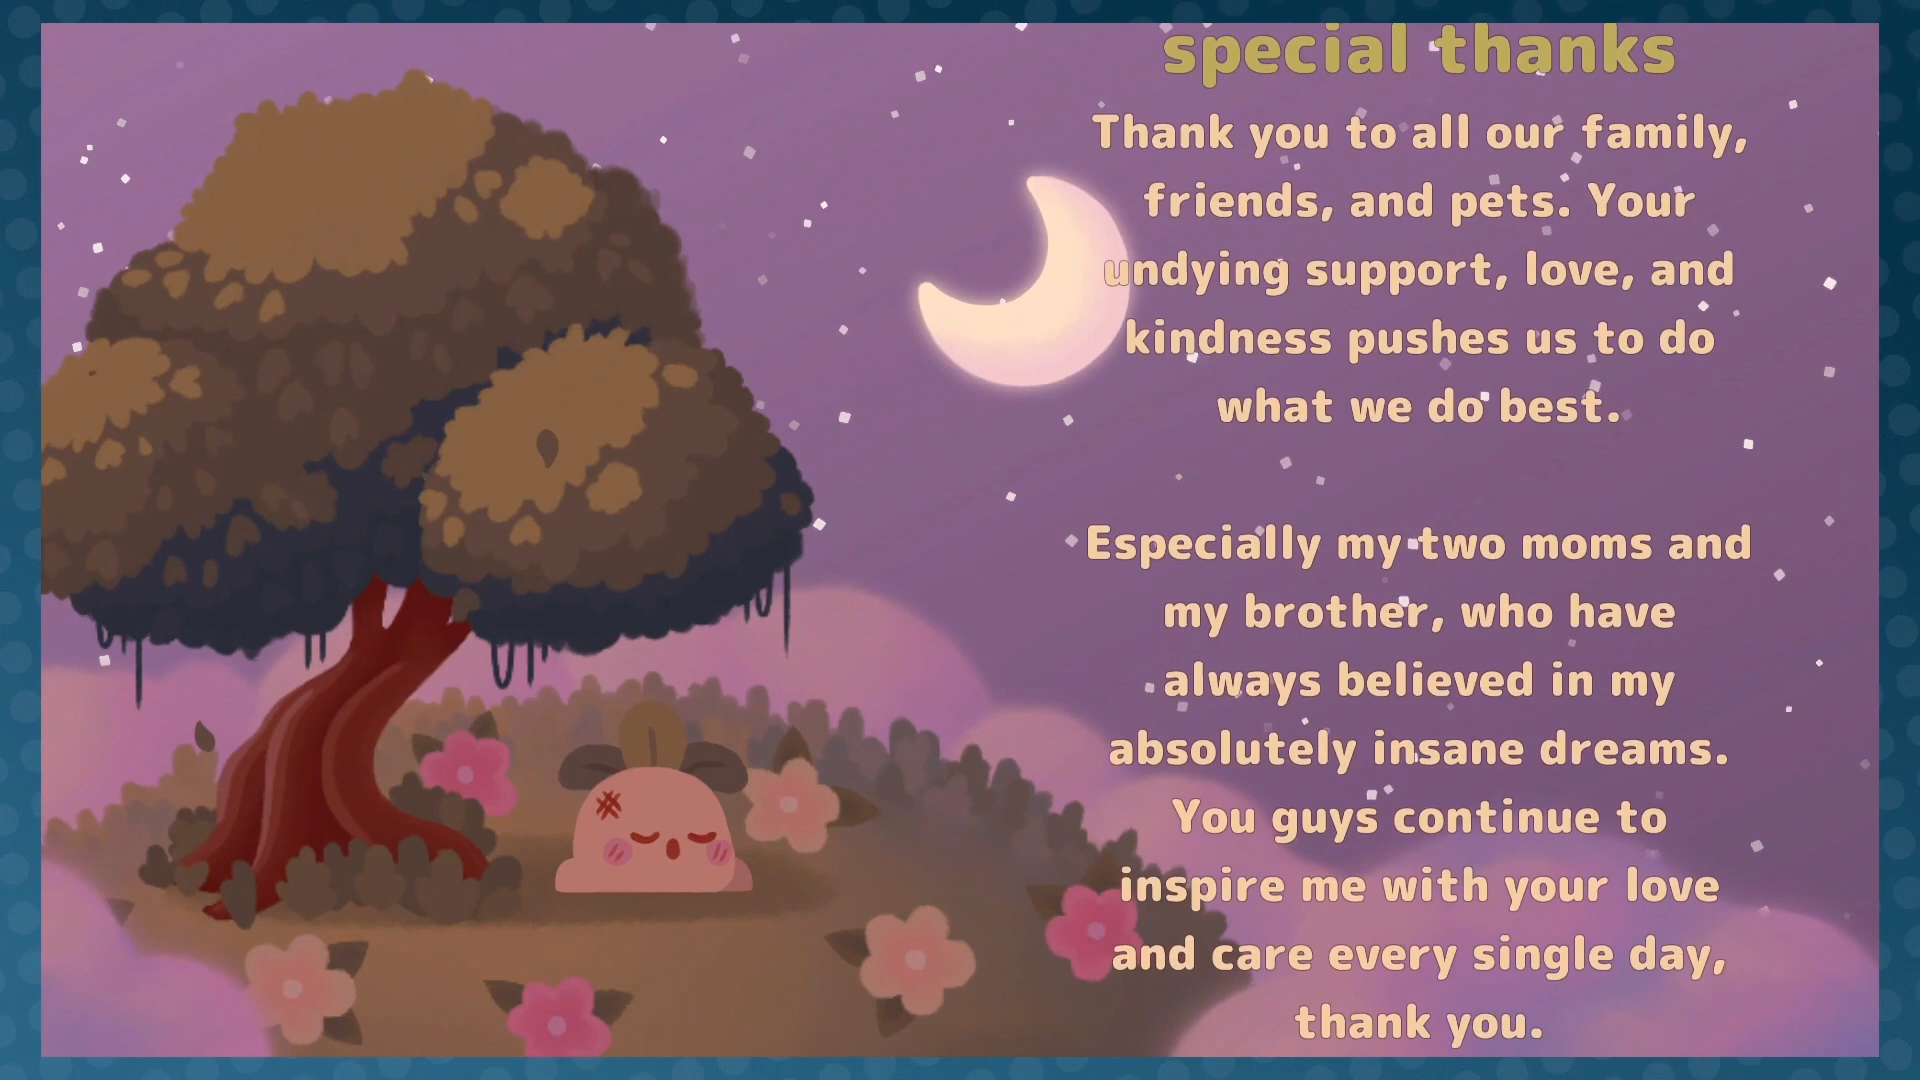 special thanks
Thank you to all our family,
friends, and pets. Your
undying support, love, and
kindness pushes us to do
what we do best.
Especially my two moms and
my brother, who have
always believed in my
absolutely insane dreams.
You guys continue to
inspire me with your love
and care every single day,
thank you.